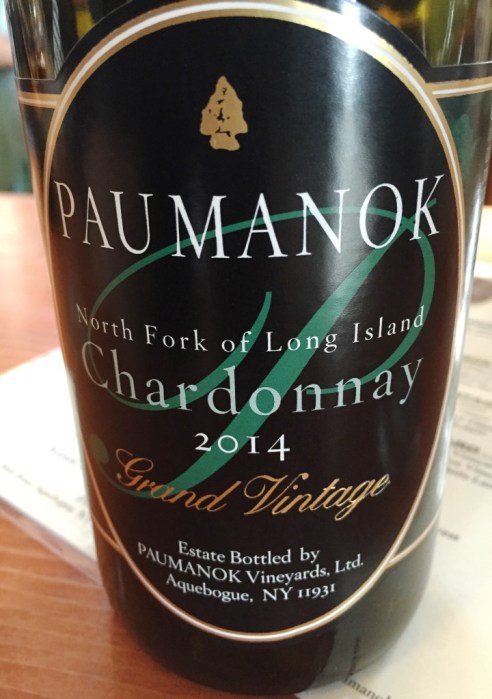 PAUMANOK
North Fork of Long Island
Chardonnay
2014
Grand Vintage
Estate Bottled by
PAUMANOK Vineyards, Ltd.
Aquebogue, NY 11931